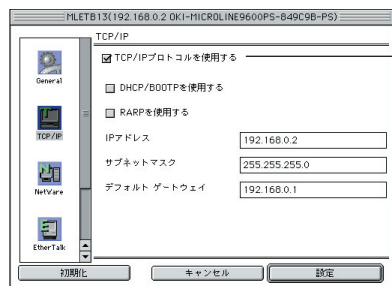 MLETB13(192.168.0.2 OKI-MICROLINE9600PS-849C9B-PS)
TCP/IP
TCP/IPプロトコルを使用する
General
DHCP/BOOTPを使用する
RARPを使用する
TCP/IP
IPアドレス 192.168.0.2
サブネットマスク 255.255.255.0
デフォルト ゲートウェイ 192.168.0.1
NetWare
EtherTalk
初期化 キャンセル 設定